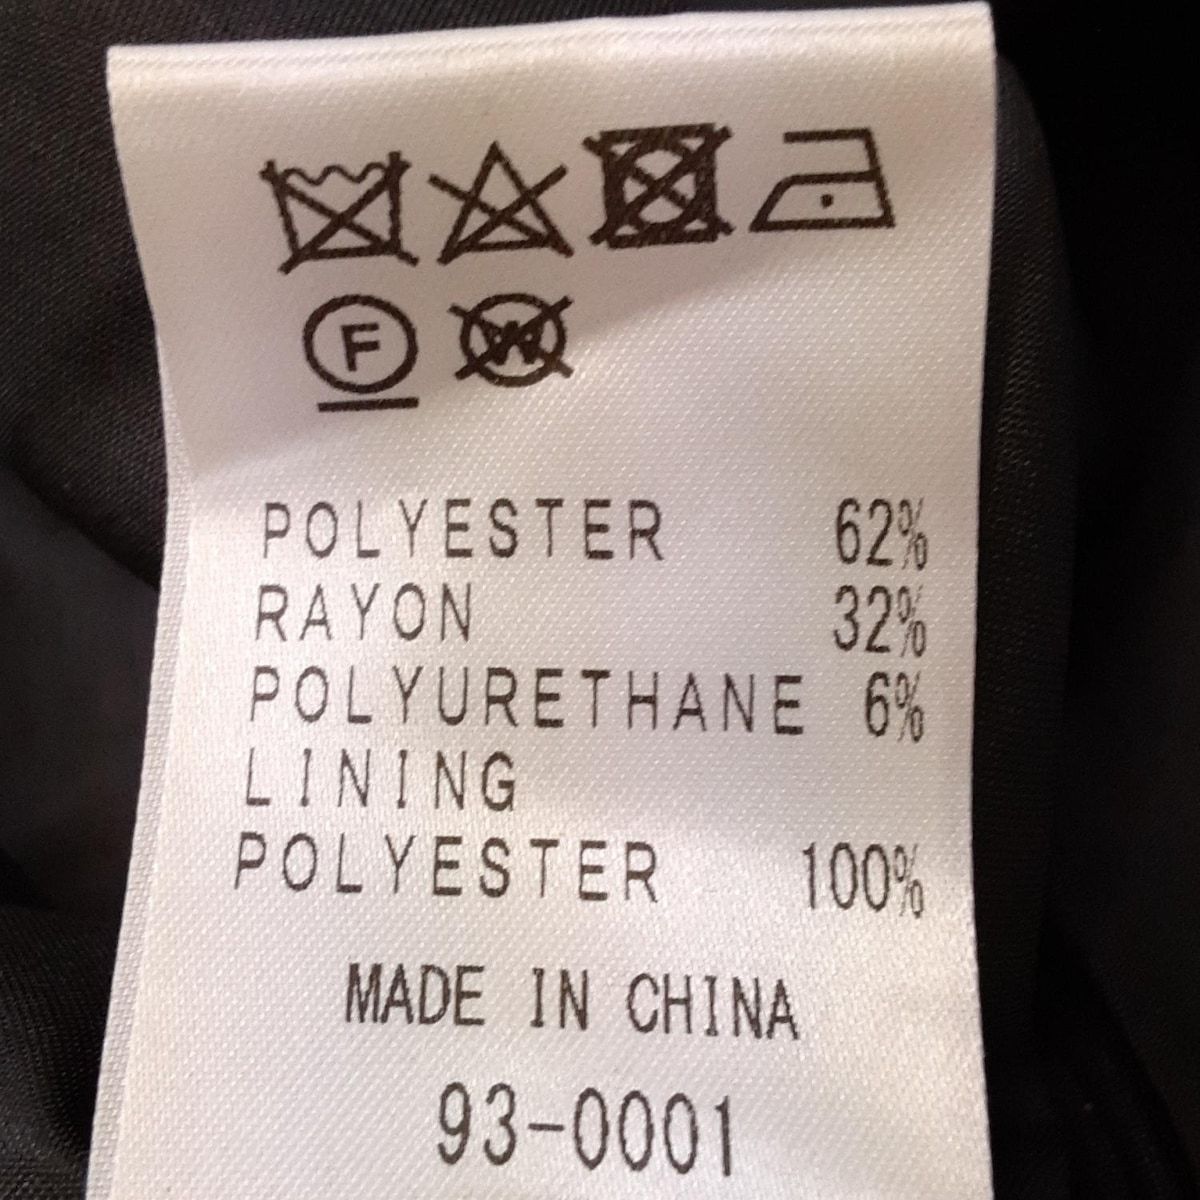 F W
POLYESTER 62%
RAYON 32%
POLYURETHANE 6%
LINING
POLYESTER 100%
MADE IN CHINA
93-0001